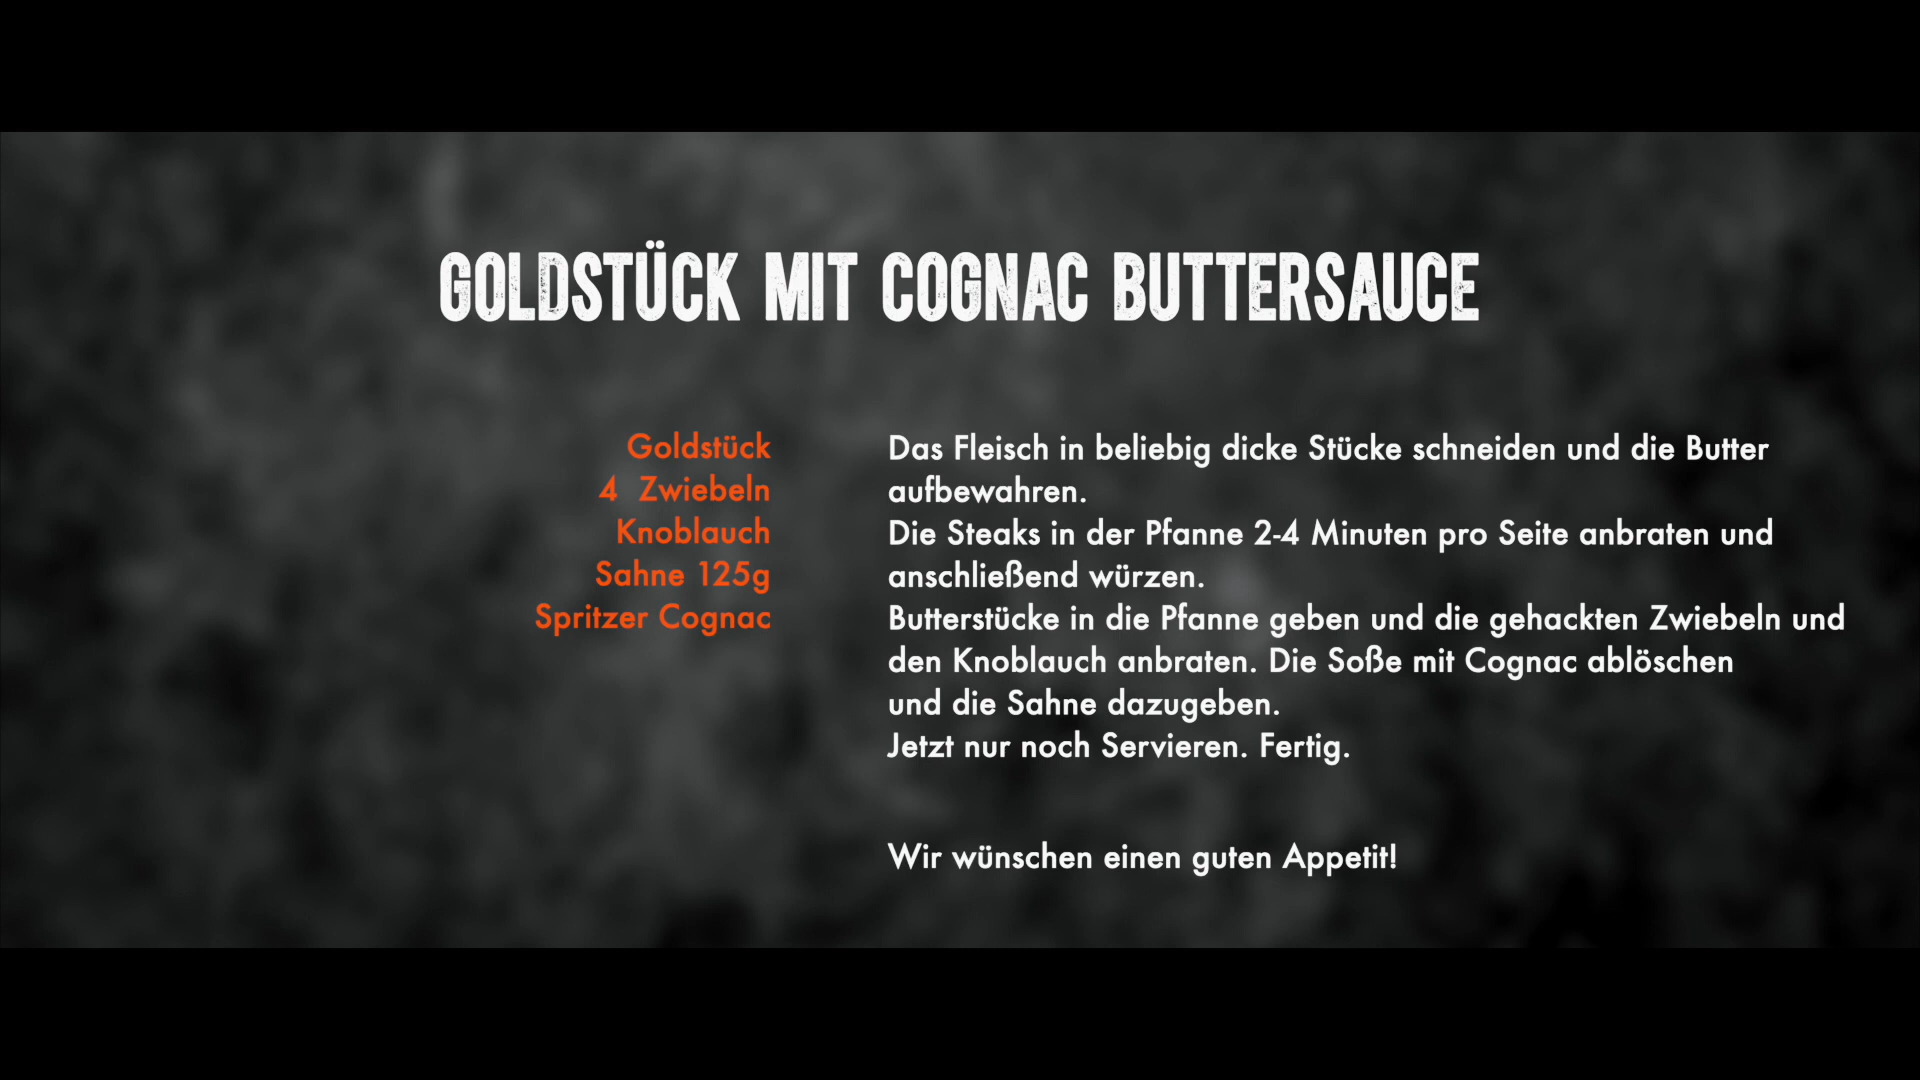 GOLDSTÜCK MIT COGNAC BUTTERSAUCE
Goldstück
4 Zwiebeln
Knoblauch
Sahne 125g
Spritzer Cognac
Das Fleisch in beliebig dicke Stücke schneiden und die Butter
aufbewahren.
Die Steaks in der Pfanne 2-4 Minuten pro Seite anbraten und
anschließend würzen.
Butterstücke in die Pfanne geben und die gehackten Zwiebeln und
den Knoblauch anbraten. Die Soße mit Cognac ablöschen
und die Sahne dazugeben.
Jetzt nur noch Servieren. Fertig.
Wir wünschen einen guten Appetit!